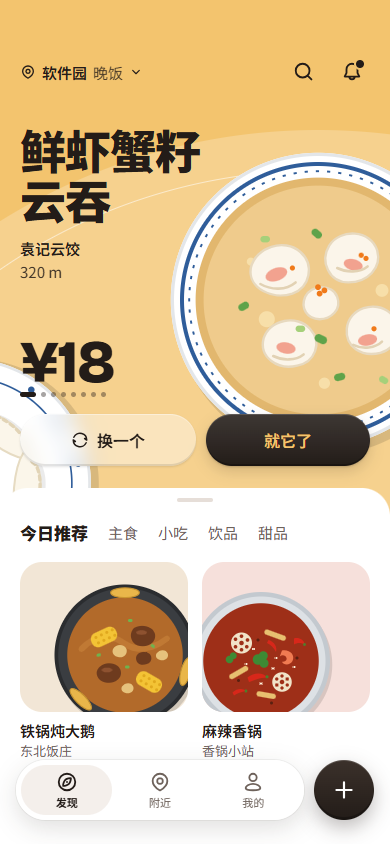 软件园 晚饭
鲜虾蟹籽
云吞
袁记云饺
320 m
¥18
换一个
就它了
今日推荐 主食 小吃 饮品 甜品
铁锅炖大鹅
东北饭庄
麻辣香锅
香锅小站
发现
附近
我的